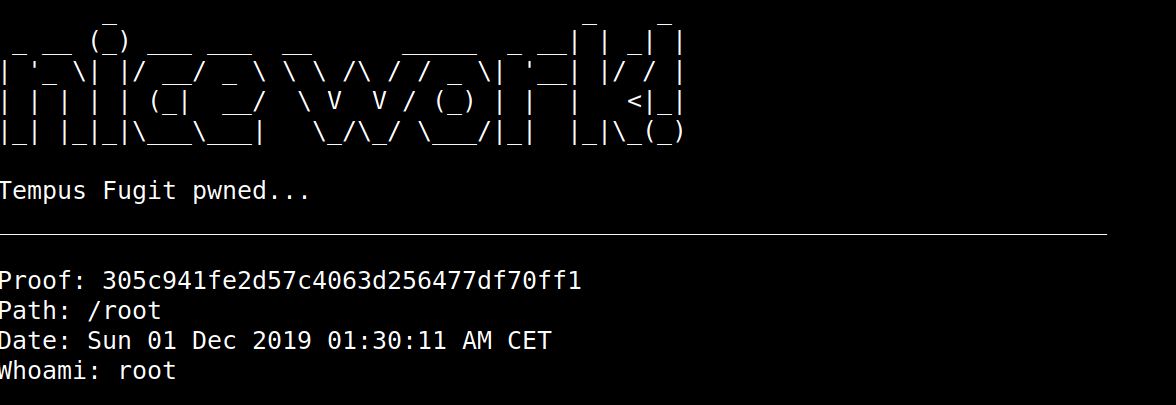 nice work!
Tempus Fugit pwned...
Proof: 305c941fe2d57c4063d256477df70ff1
Path: /root
Date: Sun 01 Dec 2019 01:30:11 AM CET
Whoami: root